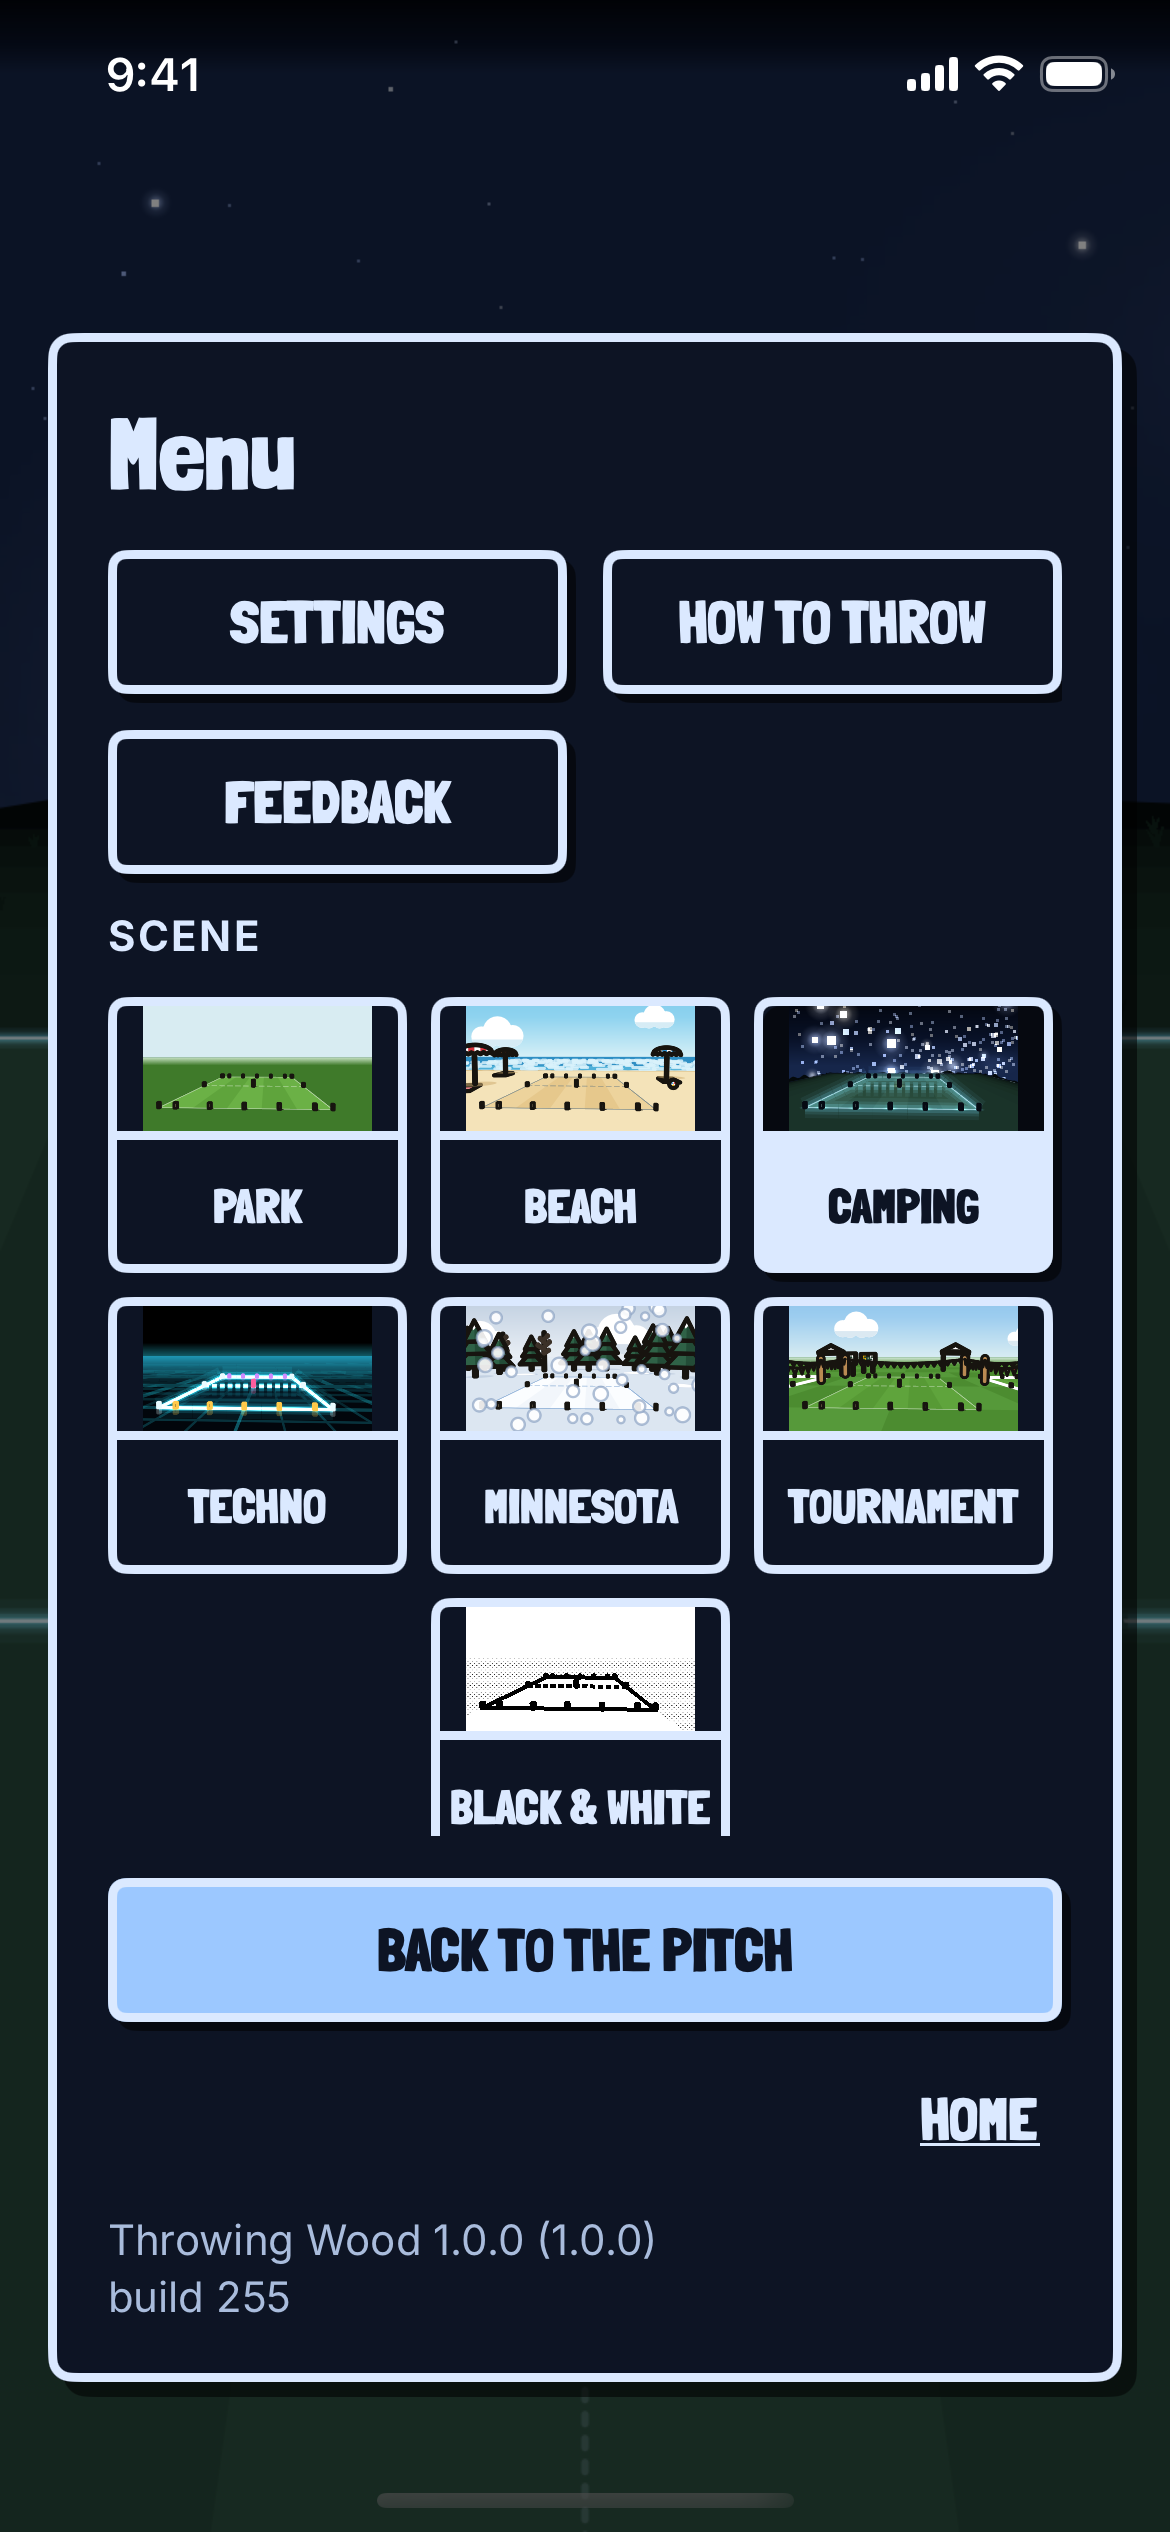 9:41
Menu
SETTINGS
HOW TO THROW
FEEDBACK
SCENE
PARK
BEACH
CAMPING
TECHNO
MINNESOTA
TOURNAMENT
BLACK & WHITE
BACK TO THE PITCH
HOME
Throwing Wood 1.0.0 (1.0.0)
build 255